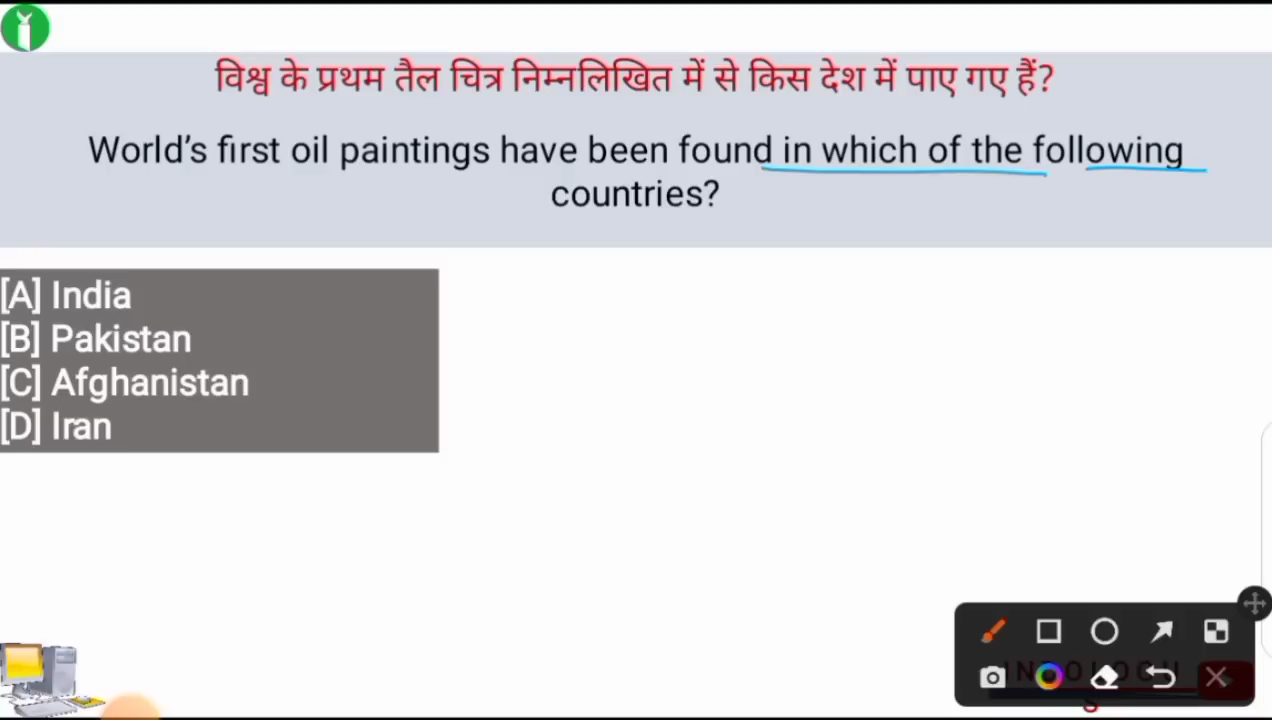 विश्व के प्रथम तैल चित्र निम्नलिखित में से किस देश में पाए गए हैं?
World's first oil paintings have been found in which of the following
countries?
[A] India
[B] Pakistan
[C] Afghanistan
[D] Iran